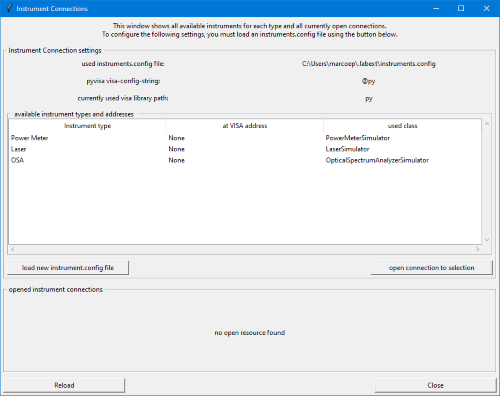 Instrument Connections
This window shows all available instruments for each type and all currently open connections.
To configure the following settings, you must load an instruments.config file using the button below.
Instrument Connection settings
used instruments.config file: C:\Users\marcoep\.labext\instruments.config
pyvisa visa-config-string: @py
currently used visa library path: py
available instrument types and addresses
Instrument type at VISA address used class
Power Meter None PowerMeterSimulator
Laser None LaserSimulator
OSA None OpticalSpectrumAnalyzerSimulator
load new instrument.config file open connection to selection
opened instrument connections
no open resource found
Reload Close